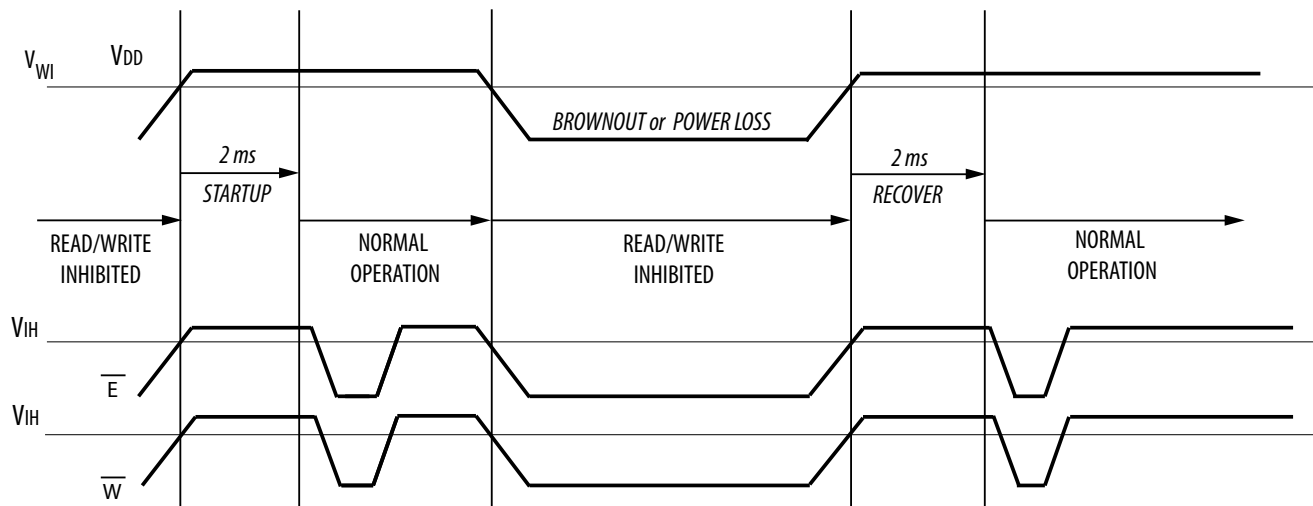 VWI VDD
BROWNOUT or POWER LOSS
2 ms
STARTUP
2 ms
RECOVER
READ/WRITE
INHIBITED
NORMAL
OPERATION
READ/WRITE
INHIBITED
NORMAL
OPERATION
VIH
E
VIH
W